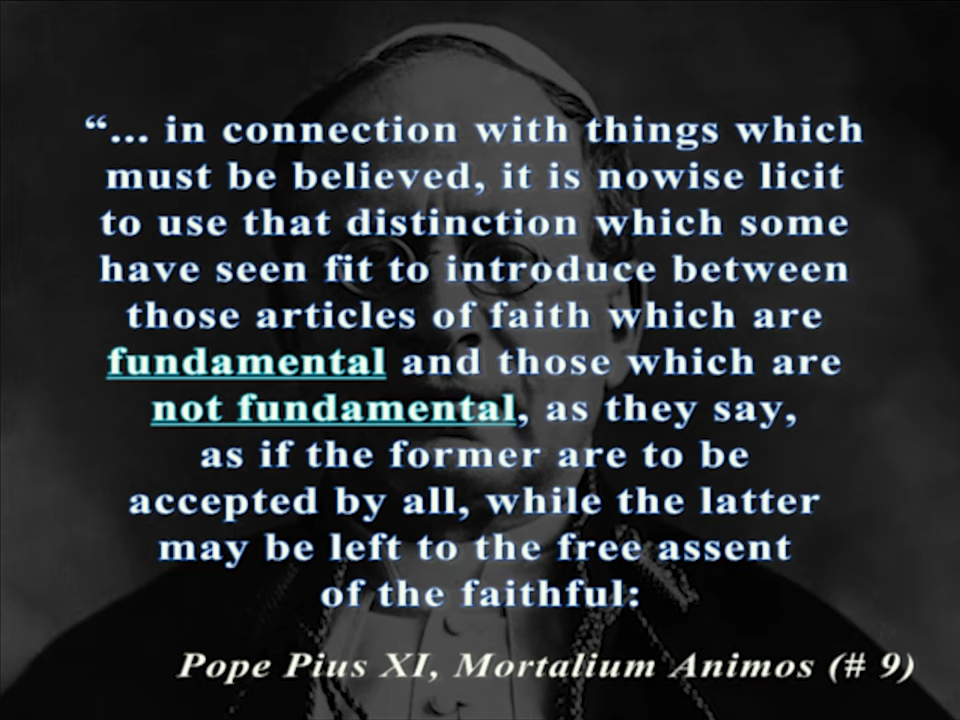 “... in connection with things which
must be believed, it is nowise licit
to use that distinction which some
have seen fit to introduce between
those articles of faith which are
fundamental and those which are
not fundamental, as they say,
as if the former are to be
accepted by all, while the latter
may be left to the free assent
of the faithful:
Pope Pius XI, Mortalium Animos (# 9)